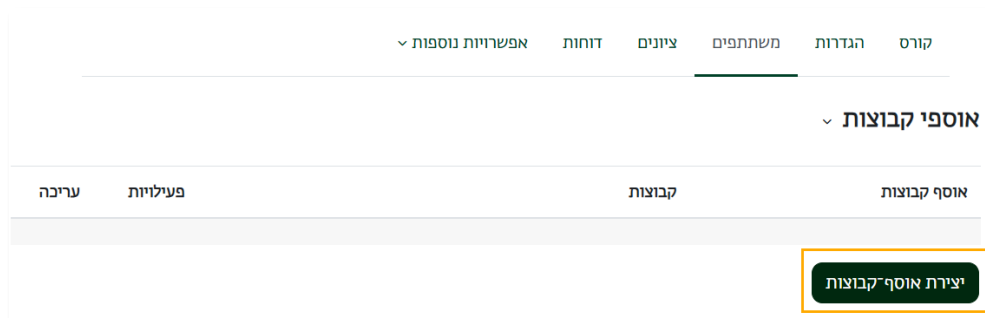 קורס הגדרות משתתפים ציונים דוחות אפשרויות נוספות
אוספי קבוצות
אוסף קבוצות קבוצות פעילויות עריכה
יצירת אוסף־קבוצות